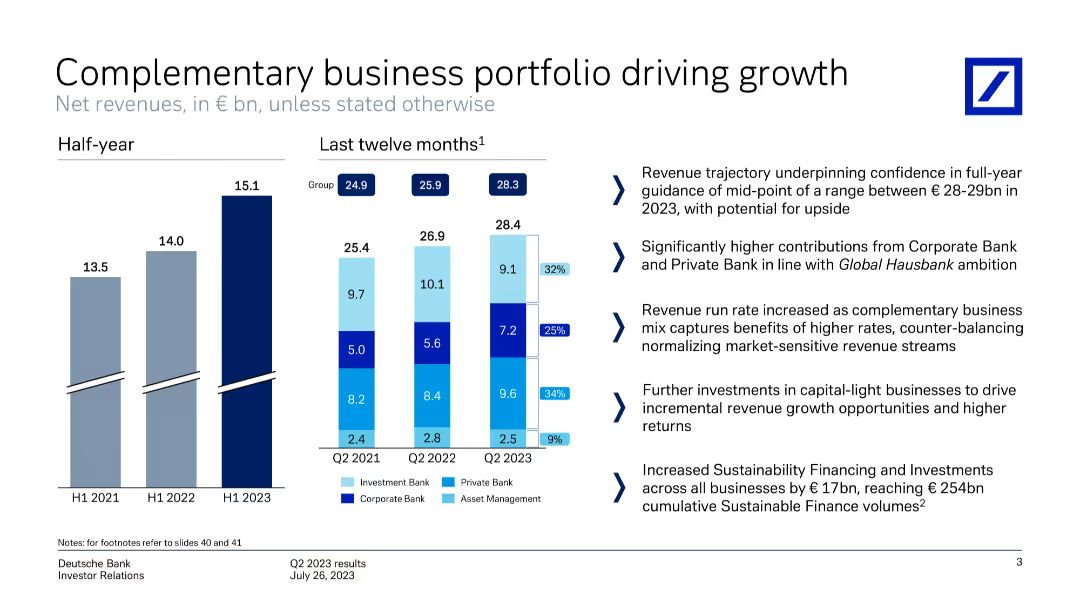 Complementary business portfolio driving growth
Net revenues, in € bn, unless stated otherwise
Half-year
15.1
14.0
13.5
H1 2021
H1 2022
H1 2023
Last twelve months1
Group
24.9
25.9
28.3
25.4
26.9
28.4
9.7
10.1
9.1
32%
5.0
5.6
7.2
25%
8.2
8.4
9.6
34%
2.4
2.8
2.5
9%
Q2 2021
Q2 2022
Q2 2023
Investment Bank
Private Bank
Corporate Bank
Asset Management
Revenue trajectory underpinning confidence in full-year
guidance of mid-point of a range between € 28-29bn in
2023, with potential for upside
Significantly higher contributions from Corporate Bank
and Private Bank in line with Global Hausbank ambition
Revenue run rate increased as complementary business
mix captures benefits of higher rates, counter-balancing
normalizing market-sensitive revenue streams
Further investments in capital-light businesses to drive
incremental revenue growth opportunities and higher
returns
Increased Sustainability Financing and Investments
across all businesses by € 17bn, reaching € 254bn
cumulative Sustainable Finance volumes2
Notes: for footnotes refer to slides 40 and 41
Deutsche Bank
Investor Relations
Q2 2023 results
July 26, 2023
3